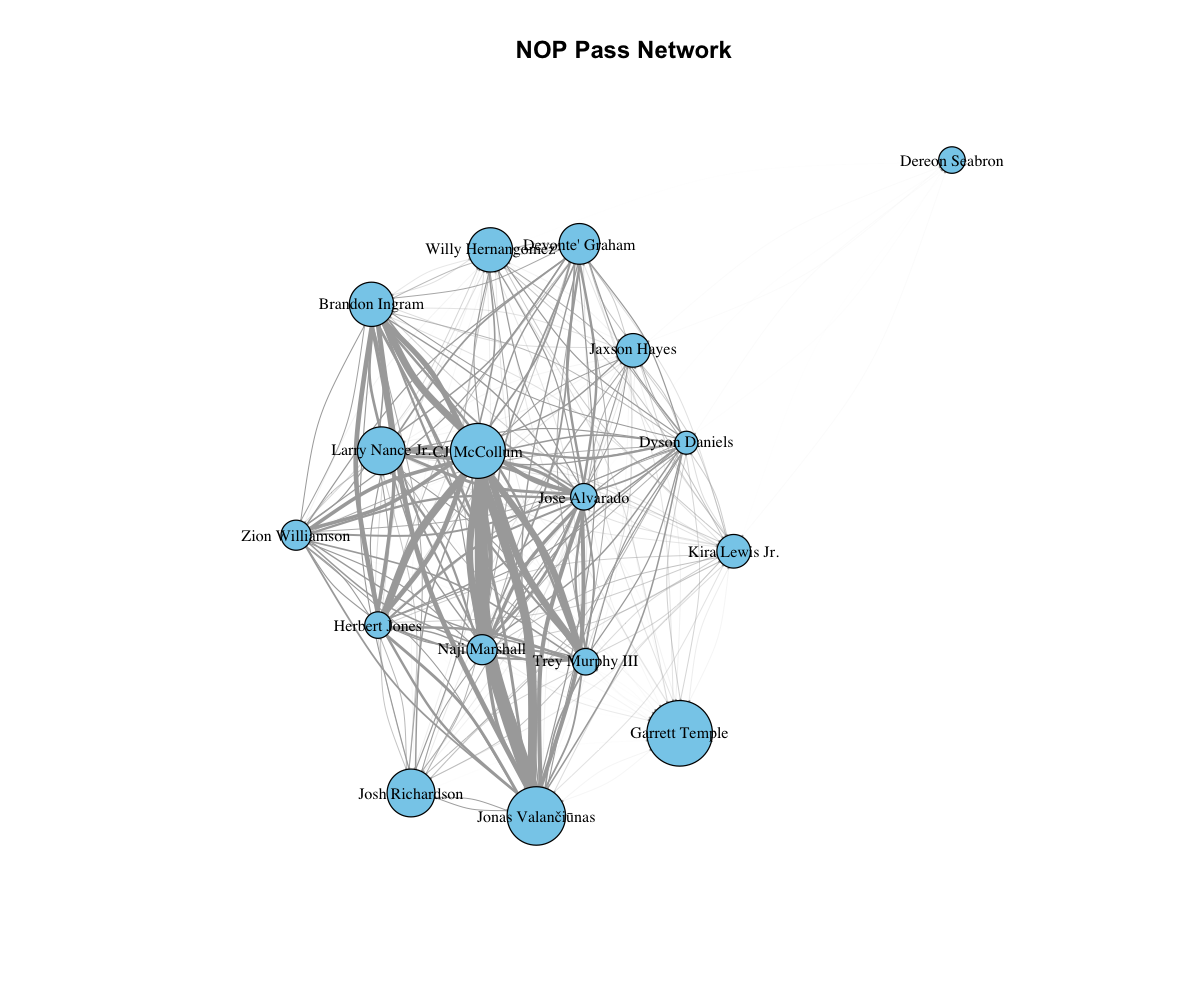 NOP Pass Network
Dereon Seabron
Willy Hernangomez
Devonte' Graham
Brandon Ingram
Jaxson Hayes
Larry Nance Jr.
CJ McCollum
Dyson Daniels
Jose Alvarado
Zion Williamson
Kira Lewis Jr.
Herbert Jones
Naji Marshall
Trey Murphy III
Garrett Temple
Josh Richardson
Jonas Valančiūnas